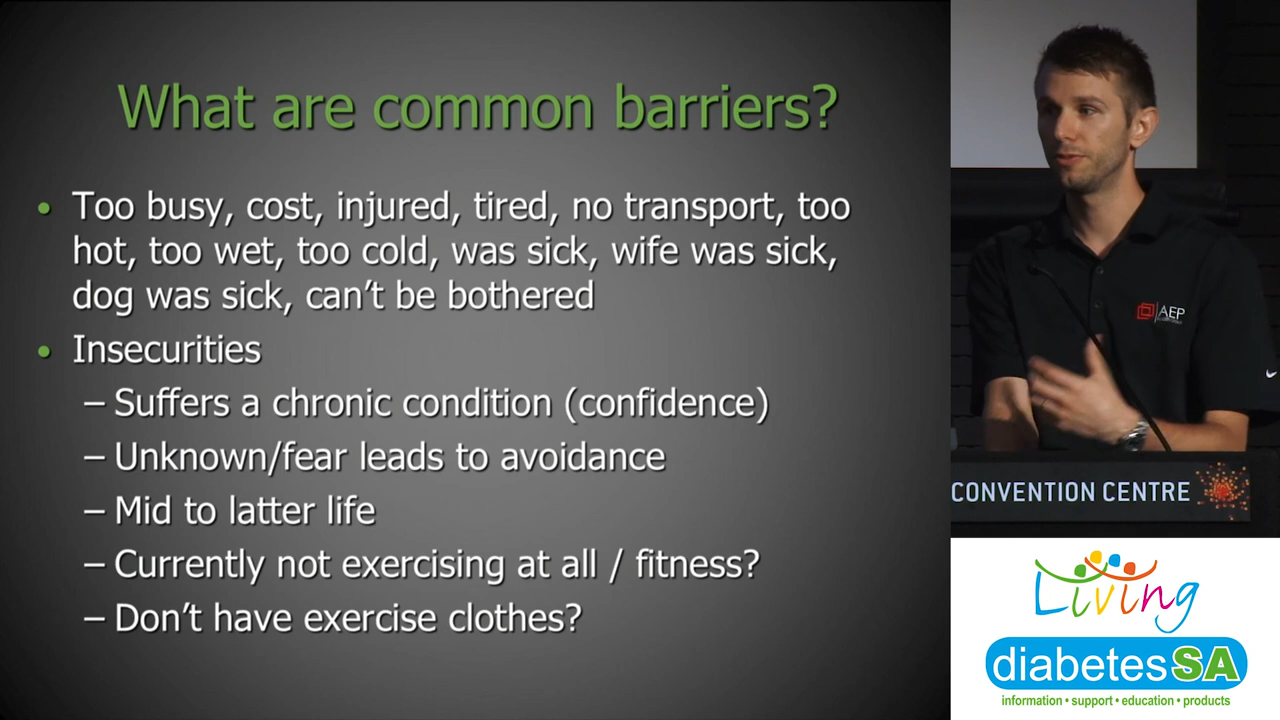 What are common barriers?
• Too busy, cost, injured, tired, no transport, too
hot, too wet, too cold, was sick, wife was sick,
dog was sick, can't be bothered
• Insecurities
– Suffers a chronic condition (confidence)
– Unknown/fear leads to avoidance
– Mid to latter life
– Currently not exercising at all / fitness?
– Don't have exercise clothes?
AEP
CONVENTION CENTRE
Living
diabetesSA
information • support • education • products